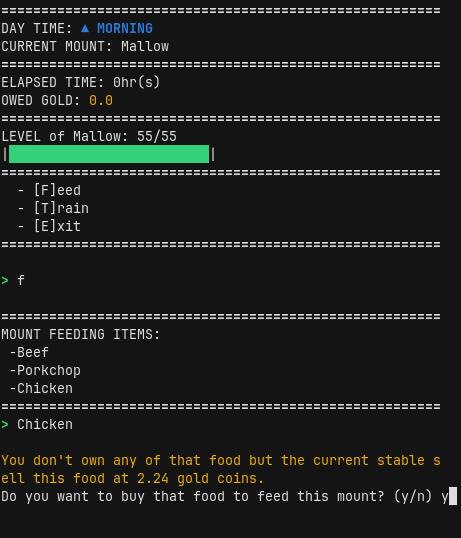 =======================================================
DAY TIME: ▲ MORNING
CURRENT MOUNT: Mallow
=======================================================
ELAPSED TIME: 0hr(s)
OWED GOLD: 0.0
=======================================================
LEVEL of Mallow: 55/55
| |
=======================================================
- [F]eed
- [T]rain
- [E]xit
=======================================================
> f
=======================================================
MOUNT FEEDING ITEMS:
-Beef
-Porkchop
-Chicken
=======================================================
> Chicken
You don't own any of that food but the current stable s
ell this food at 2.24 gold coins.
Do you want to buy that food to feed this mount? (y/n) y